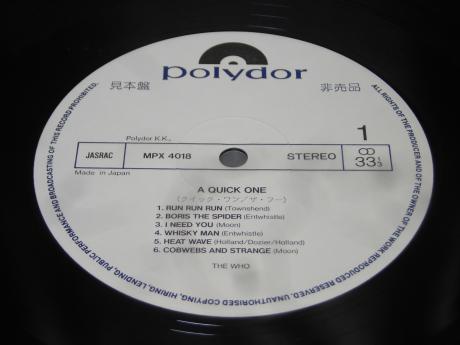 polydor
見本盤
非売品
Polydor K.K.
1
JASRAC
MPX 4018
STEREO
33 1/3
Made in Japan
A QUICK ONE
(クイック・ワン/ザ・フー)
1. RUN RUN RUN (Townshend)
2. BORIS THE SPIDER (Entwhistle)
3. I NEED YOU (Moon)
4. WHISKY MAN (Entwhistle)
5. HEAT WAVE (Holland/Dozier/Holland)
6. COBWEBS AND STRANGE (Moon)
THE WHO
ALL RIGHTS OF THE PRODUCER AND OF THE OWNER OF THE WORK REPRODUCED RESERVED. UNAUTHORISED COPYING, HIRING, LENDING, PUBLIC PERFORMANCE AND BROADCASTING OF THIS RECORD PROHIBITED.